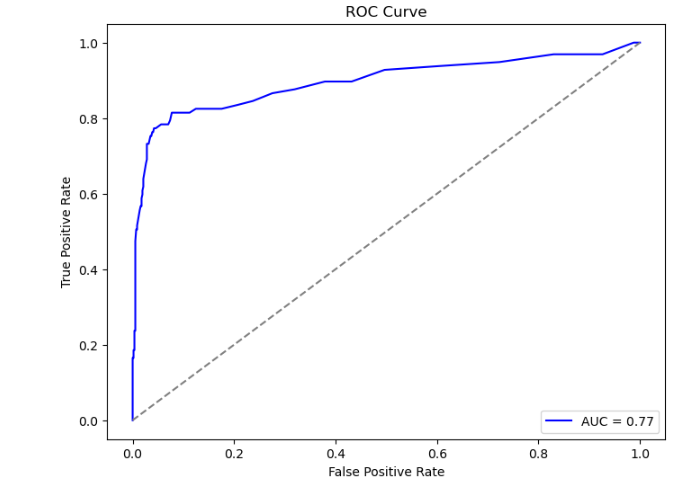 ROC Curve
1.0
0.8
0.6
0.4
0.2
0.0
True Positive Rate
AUC = 0.77
0.0 0.2 0.4 0.6 0.8 1.0
False Positive Rate